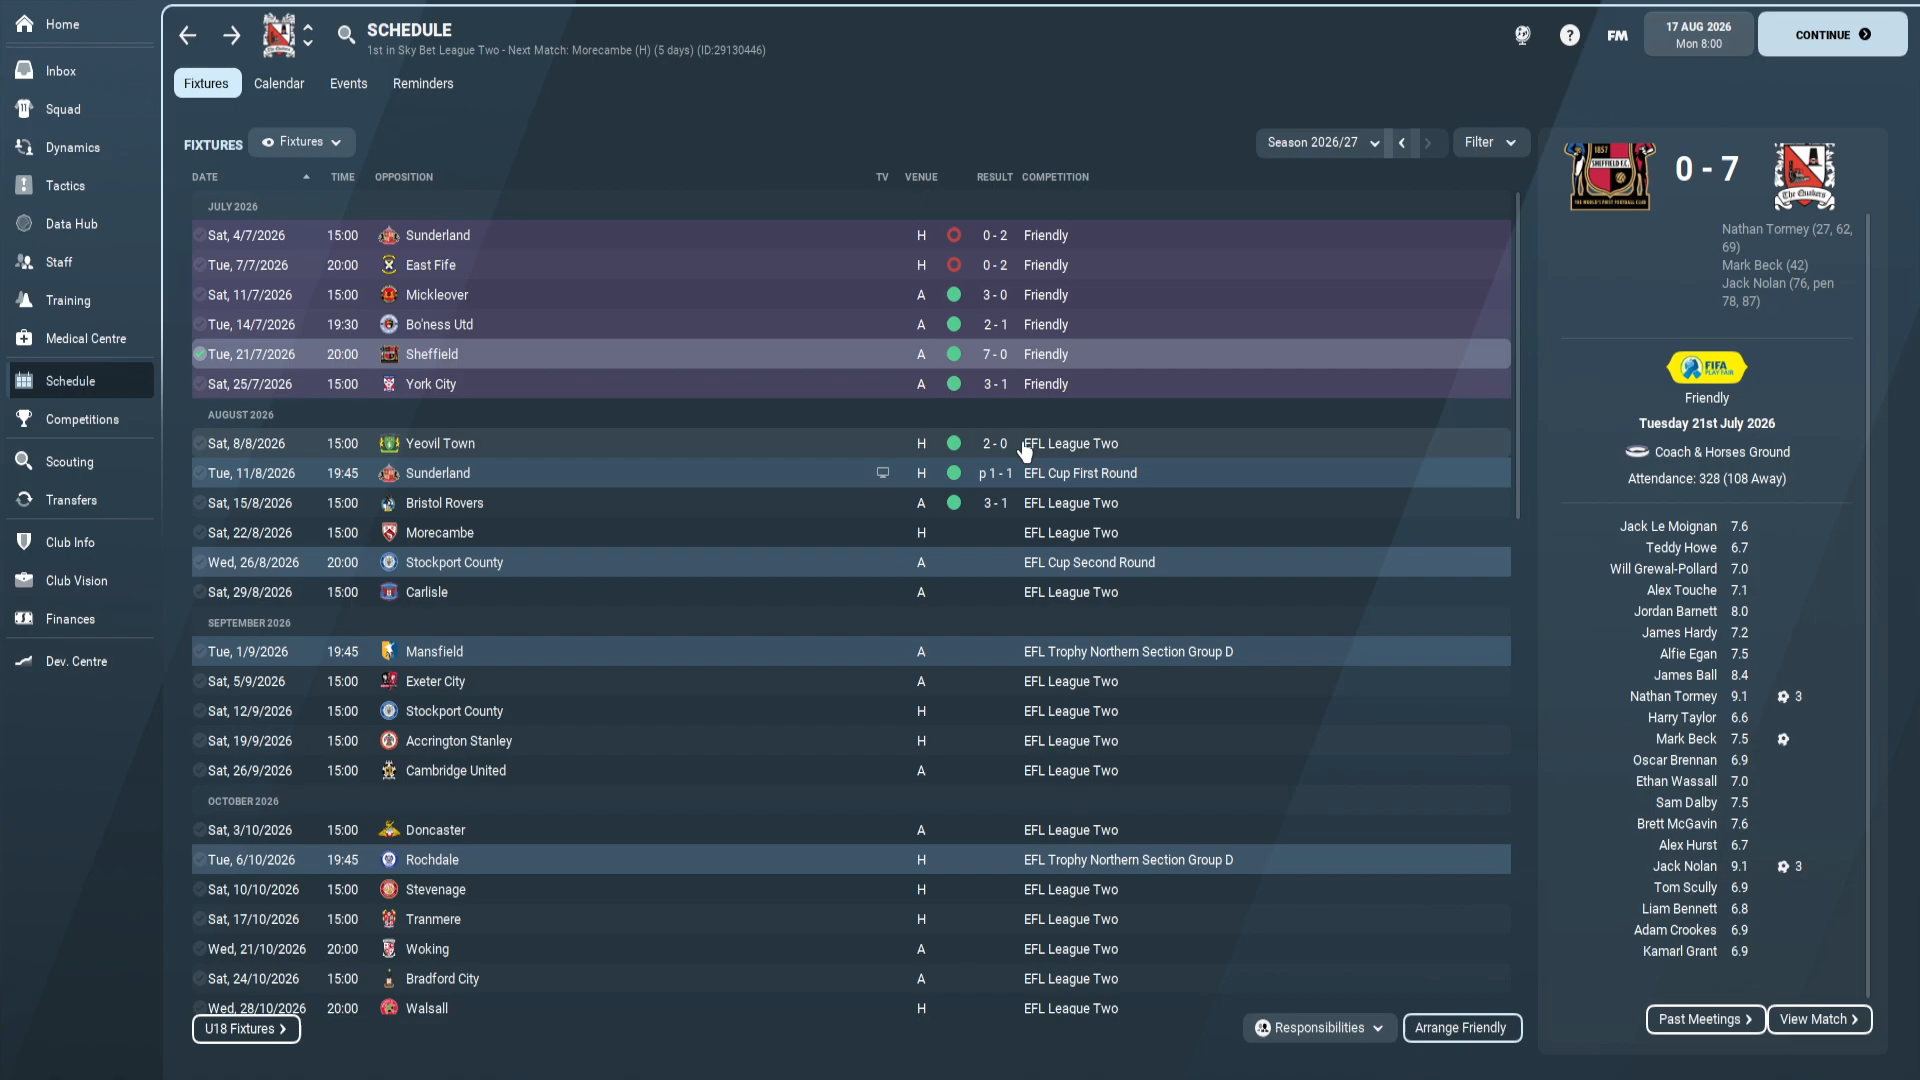 Home
Inbox
Squad
Dynamics
Tactics
Data Hub
Staff
Training
Medical Centre
Schedule
Competitions
Scouting
Transfers
Club Info
Club Vision
Finances
Dev. Centre
SCHEDULE
1st in Sky Bet League Two - Next Match: Morecambe (H) (5 days) (ID:29130446)
FM
17 AUG 2026
Mon 8:00
CONTINUE
Fixtures Calendar Events Reminders
FIXTURES Fixtures Season 2026/27 Filter
DATE TIME OPPOSITION TV VENUE RESULT COMPETITION
JULY 2026
Sat, 4/7/2026 15:00 Sunderland H 0 - 2 Friendly
Tue, 7/7/2026 20:00 East Fife H 0 - 2 Friendly
Sat, 11/7/2026 15:00 Mickleover A 3 - 0 Friendly
Tue, 14/7/2026 19:30 Bo'ness Utd A 2 - 1 Friendly
Tue, 21/7/2026 20:00 Sheffield A 7 - 0 Friendly
Sat, 25/7/2026 15:00 York City A 3 - 1 Friendly
AUGUST 2026
Sat, 8/8/2026 15:00 Yeovil Town H 2 - 0 EFL League Two
Tue, 11/8/2026 19:45 Sunderland H p 1 - 1 EFL Cup First Round
Sat, 15/8/2026 15:00 Bristol Rovers A 3 - 1 EFL League Two
Sat, 22/8/2026 15:00 Morecambe H EFL League Two
Wed, 26/8/2026 20:00 Stockport County A EFL Cup Second Round
Sat, 29/8/2026 15:00 Carlisle A EFL League Two
SEPTEMBER 2026
Tue, 1/9/2026 19:45 Mansfield A EFL Trophy Northern Section Group D
Sat, 5/9/2026 15:00 Exeter City A EFL League Two
Sat, 12/9/2026 15:00 Stockport County H EFL League Two
Sat, 19/9/2026 15:00 Accrington Stanley H EFL League Two
Sat, 26/9/2026 15:00 Cambridge United A EFL League Two
OCTOBER 2026
Sat, 3/10/2026 15:00 Doncaster A EFL League Two
Tue, 6/10/2026 19:45 Rochdale H EFL Trophy Northern Section Group D
Sat, 10/10/2026 15:00 Stevenage H EFL League Two
Sat, 17/10/2026 15:00 Tranmere H EFL League Two
Wed, 21/10/2026 20:00 Woking A EFL League Two
Sat, 24/10/2026 15:00 Bradford City A EFL League Two
Wed, 28/10/2026 20:00 Walsall H EFL League Two
U18 Fixtures Responsibilities Arrange Friendly
1857
SHEFFIELD F.C.
THE WORLD'S FIRST FOOTBALL CLUB
0 - 7
The Quakers
Nathan Tormey (27, 62,
69)
Mark Beck (42)
Jack Nolan (76, pen
78, 87)
FIFA
PLAY FAIR
Friendly
Tuesday 21st July 2026
Coach & Horses Ground
Attendance: 328 (108 Away)
Jack Le Moignan 7.6
Teddy Howe 6.7
Will Grewal-Pollard 7.0
Alex Touche 7.1
Jordan Barnett 8.0
James Hardy 7.2
Alfie Egan 7.5
James Ball 8.4
Nathan Tormey 9.1 3
Harry Taylor 6.6
Mark Beck 7.5
Oscar Brennan 6.9
Ethan Wassall 7.0
Sam Dalby 7.5
Brett McGavin 7.6
Alex Hurst 6.7
Jack Nolan 9.1 3
Tom Scully 6.9
Liam Bennett 6.8
Adam Crookes 6.9
Kamarl Grant 6.9
Past Meetings View Match